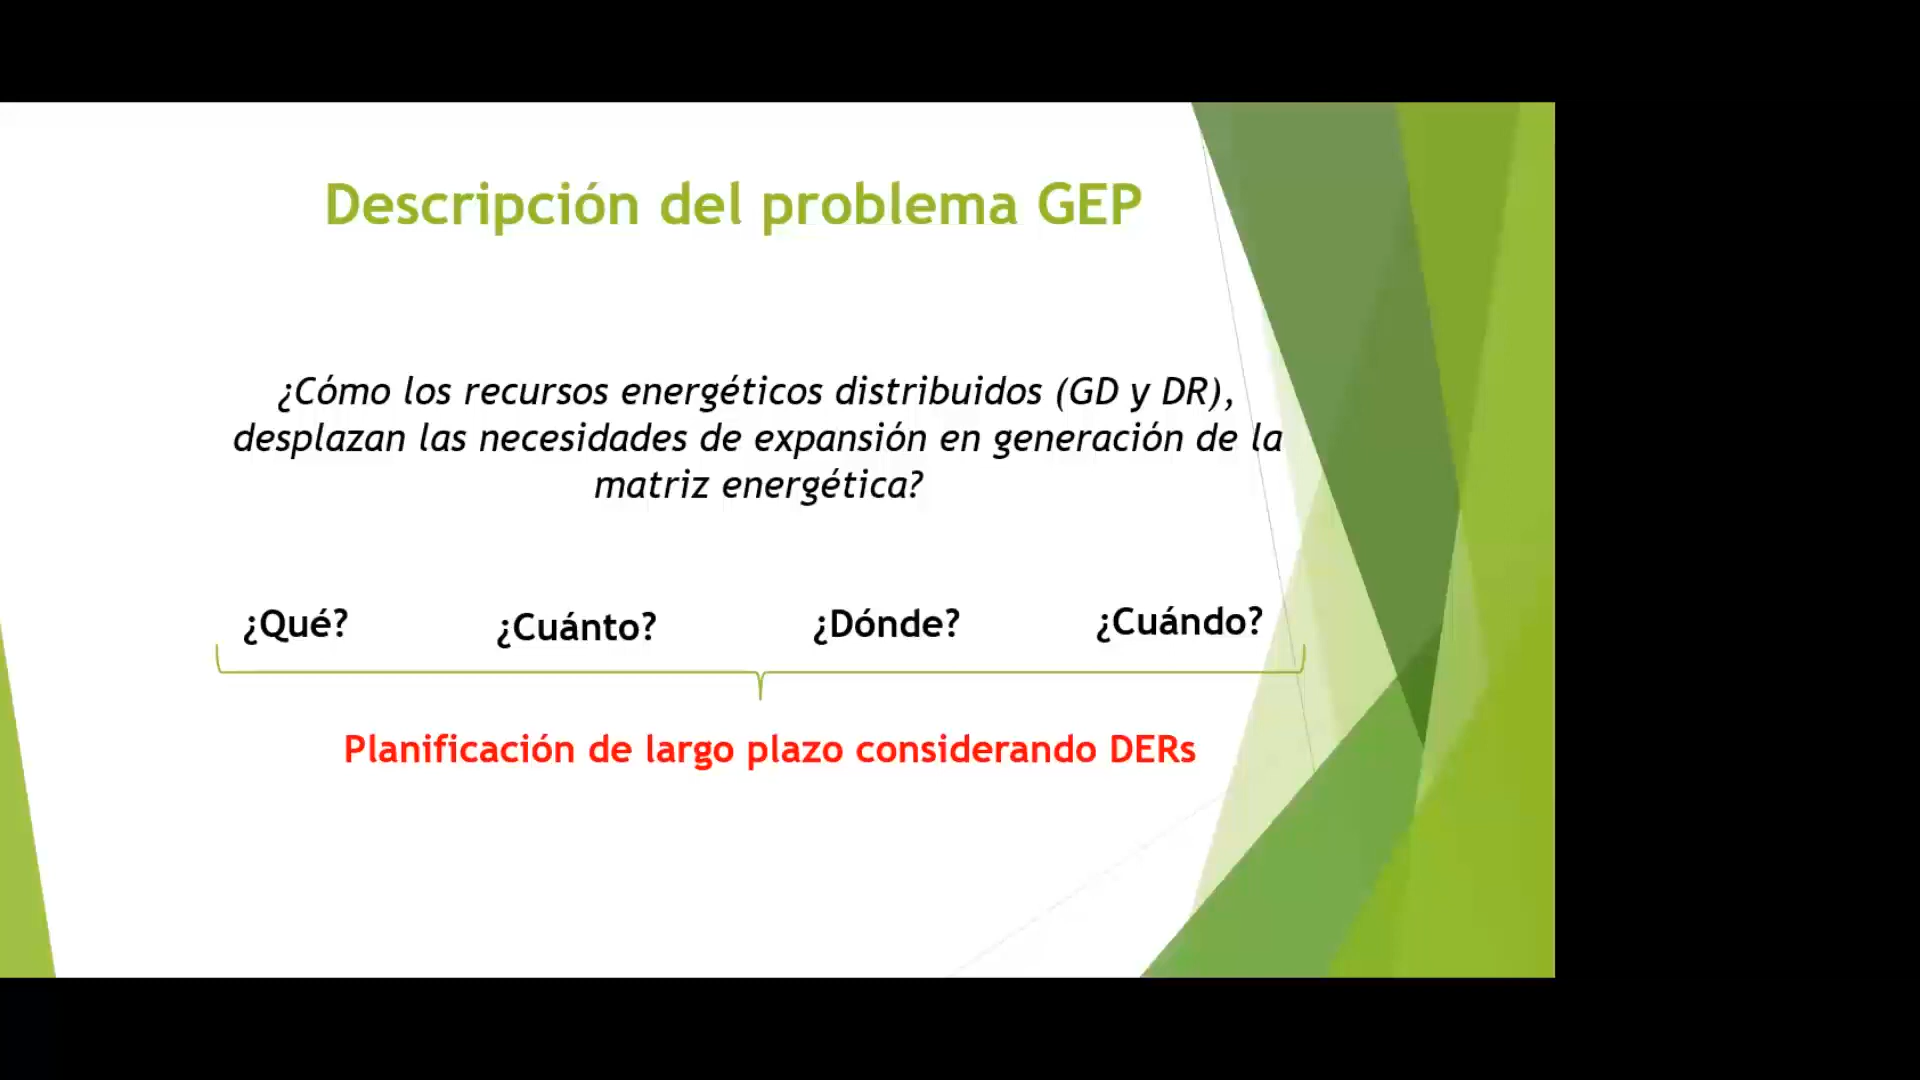 Descripción del problema GEP
¿Cómo los recursos energéticos distribuidos (GD y DR),
desplazan las necesidades de expansión en generación de la
matriz energética?
¿Qué? ¿Cuánto? ¿Dónde? ¿Cuándo?
Planificación de largo plazo considerando DERs